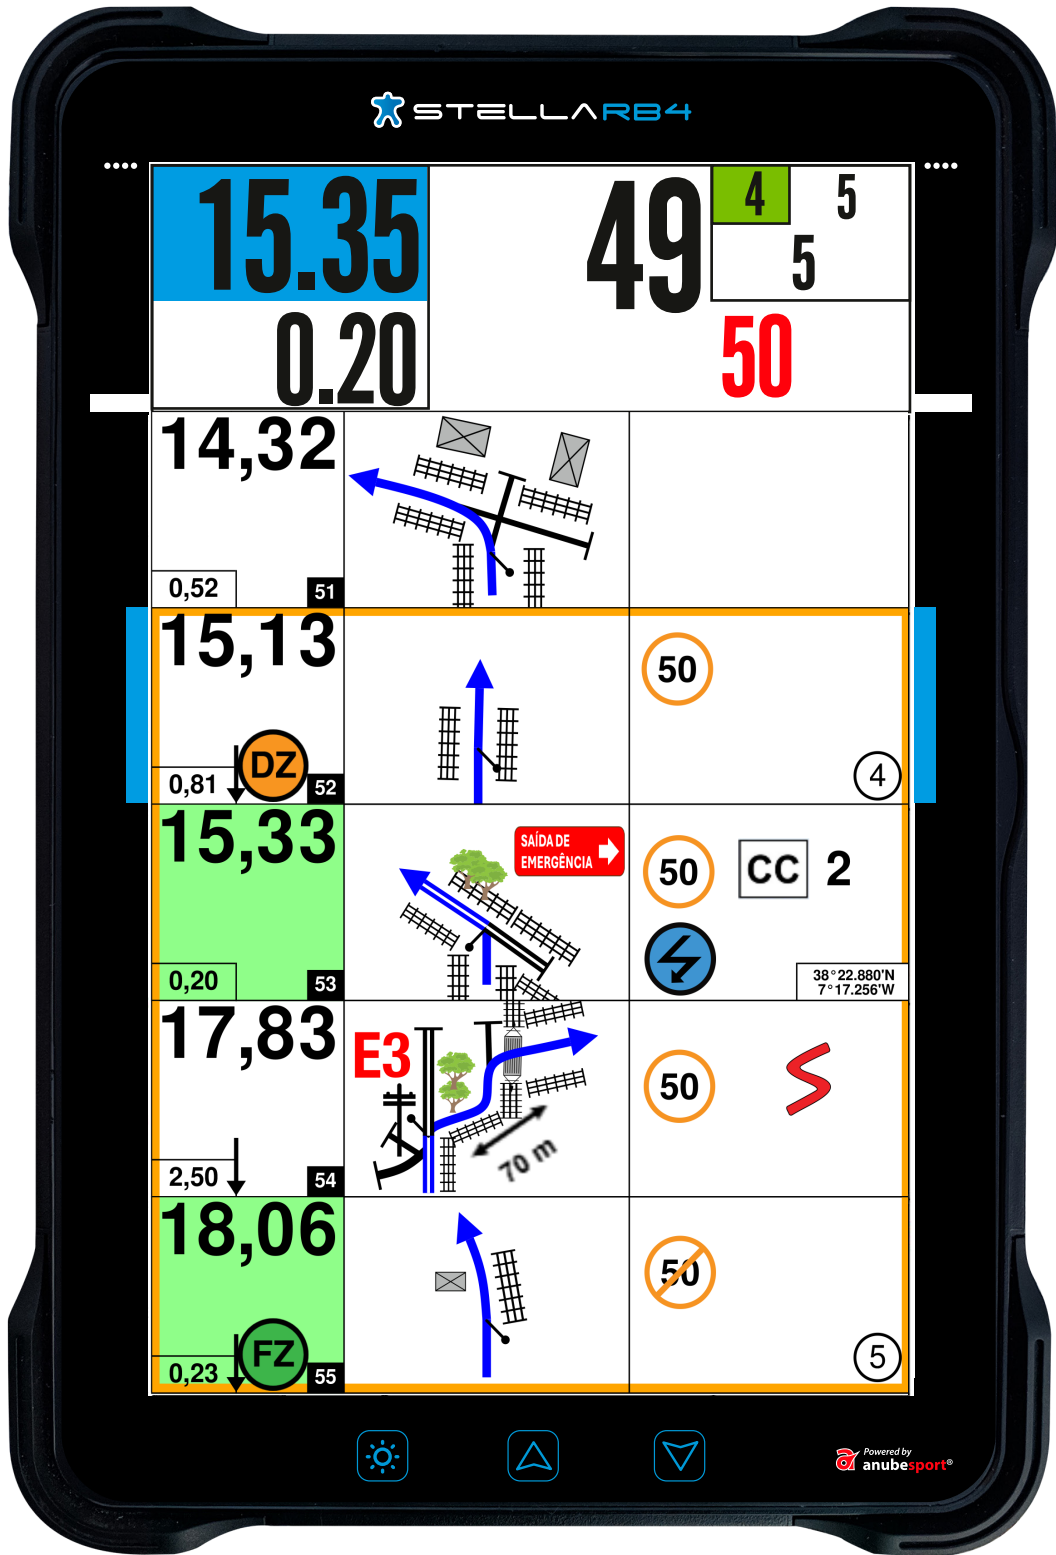 STELLA RB4
15.35
49
4
5
5
0.20
50
14,32
0,52
51
15,13
50
DZ
0,81
52
4
15,33
SAÍDA DE
EMERGÊNCIA
50
CC
2
0,20
53
38°22.880'N
7°17.256'W
17,83
E3
50
70 m
2,50
54
18,06
50
FZ
0,23
55
5
Powered by
anubesport®